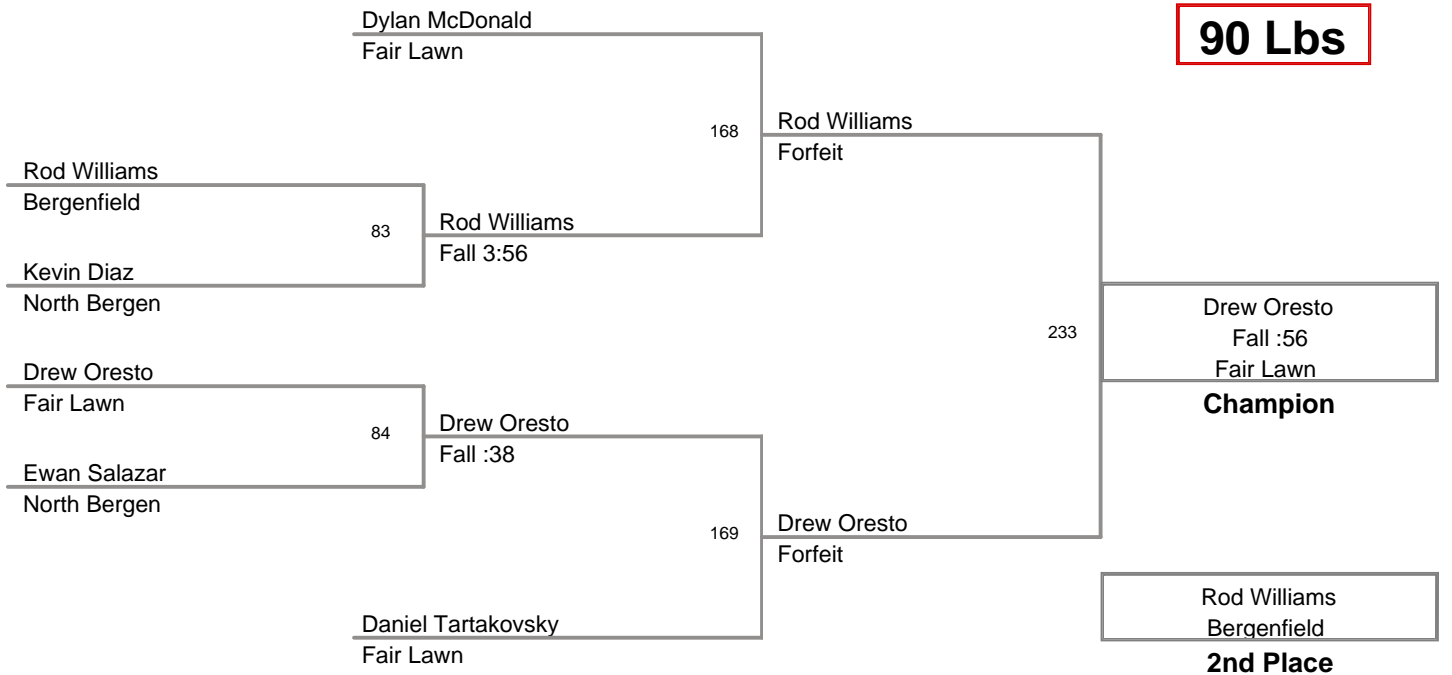 Dylan McDonald
Fair Lawn
90 Lbs
168
Rod Williams
Forfeit
Rod Williams
Bergenfield
83
Rod Williams
Fall 3:56
Kevin Diaz
North Bergen
233
Drew Oresto
Fall :56
Fair Lawn
Champion
Drew Oresto
Fair Lawn
84
Drew Oresto
Fall :38
Ewan Salazar
North Bergen
169
Drew Oresto
Forfeit
Daniel Tartakovsky
Fair Lawn
Rod Williams
Bergenfield
2nd Place